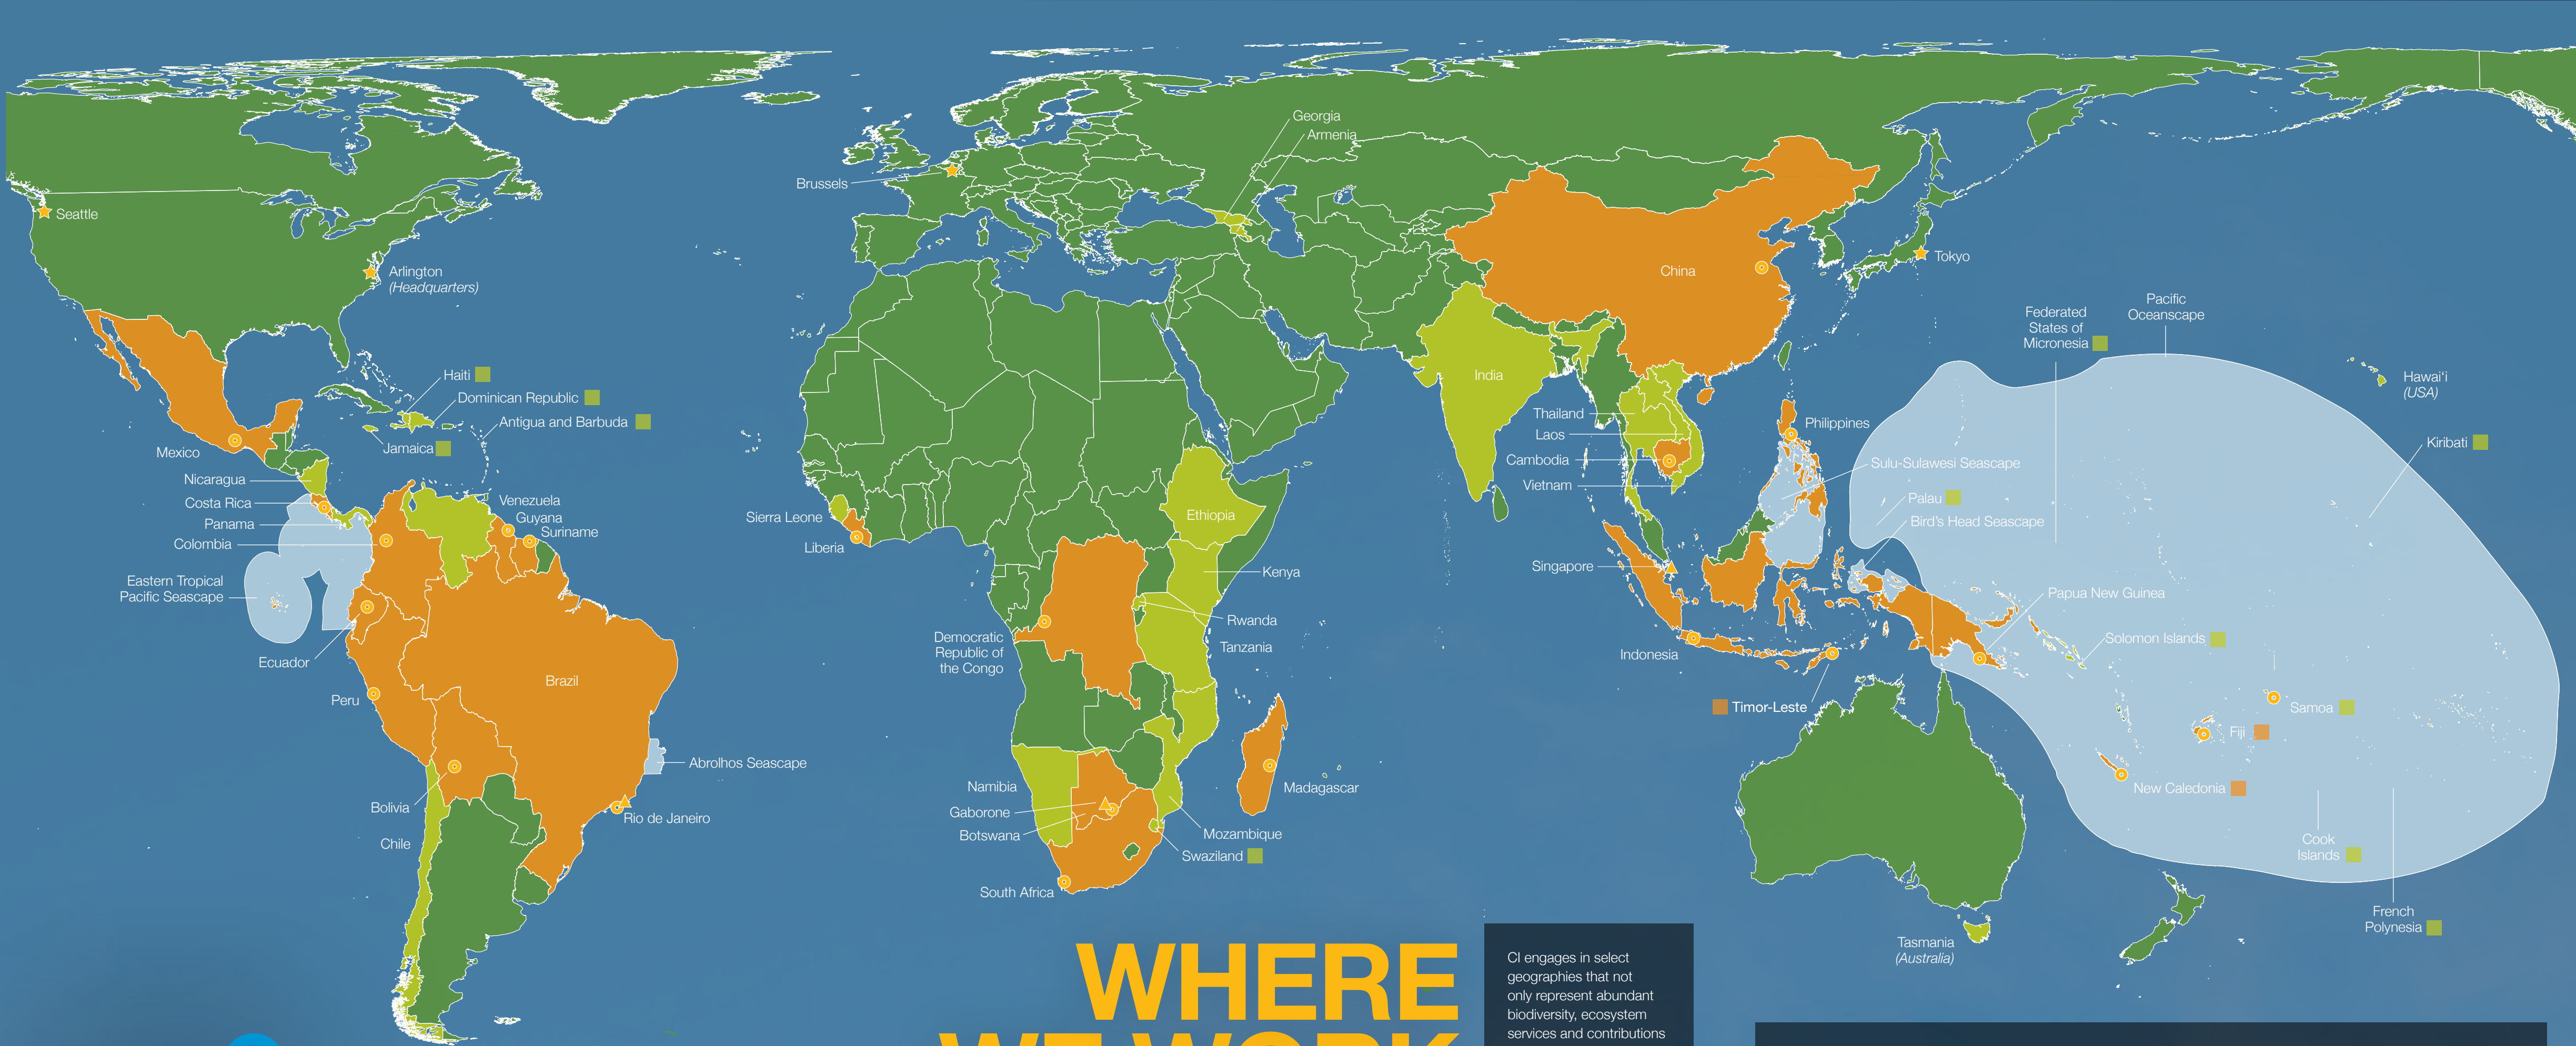 Georgia
Armenia
Brussels
Seattle
Arlington
(Headquarters)
Tokyo
China
Pacific
Oceanscape
Federated
States of
Micronesia
Haiti
Dominican Republic
Antigua and Barbuda
Jamaica
India
Hawai‘i
(USA)
Thailand
Laos
Cambodia
Vietnam
Philippines
Kiribati
Mexico
Nicaragua
Costa Rica
Panama
Colombia
Venezuela
Guyana
Suriname
Sierra Leone
Liberia
Ethiopia
Sulu-Sulawesi Seascape
Palau
Bird's Head Seascape
Eastern Tropical
Pacific Seascape
Kenya
Singapore
Papua New Guinea
Rwanda
Tanzania
Democratic
Republic of
the Congo
Solomon Islands
Indonesia
Ecuador
Brazil
Peru
Timor-Leste
Samoa
Fiji
Abrolhos Seascape
Namibia
Madagascar
New Caledonia
Bolivia
Gaborone
Rio de Janeiro
Botswana
Mozambique
Chile
Swaziland
Cook
Islands
South Africa
French
Polynesia
Tasmania
(Australia)
WHERE
WE WORK
CI engages in select
geographies that not
only represent abundant
biodiversity, ecosystem
services and contributions